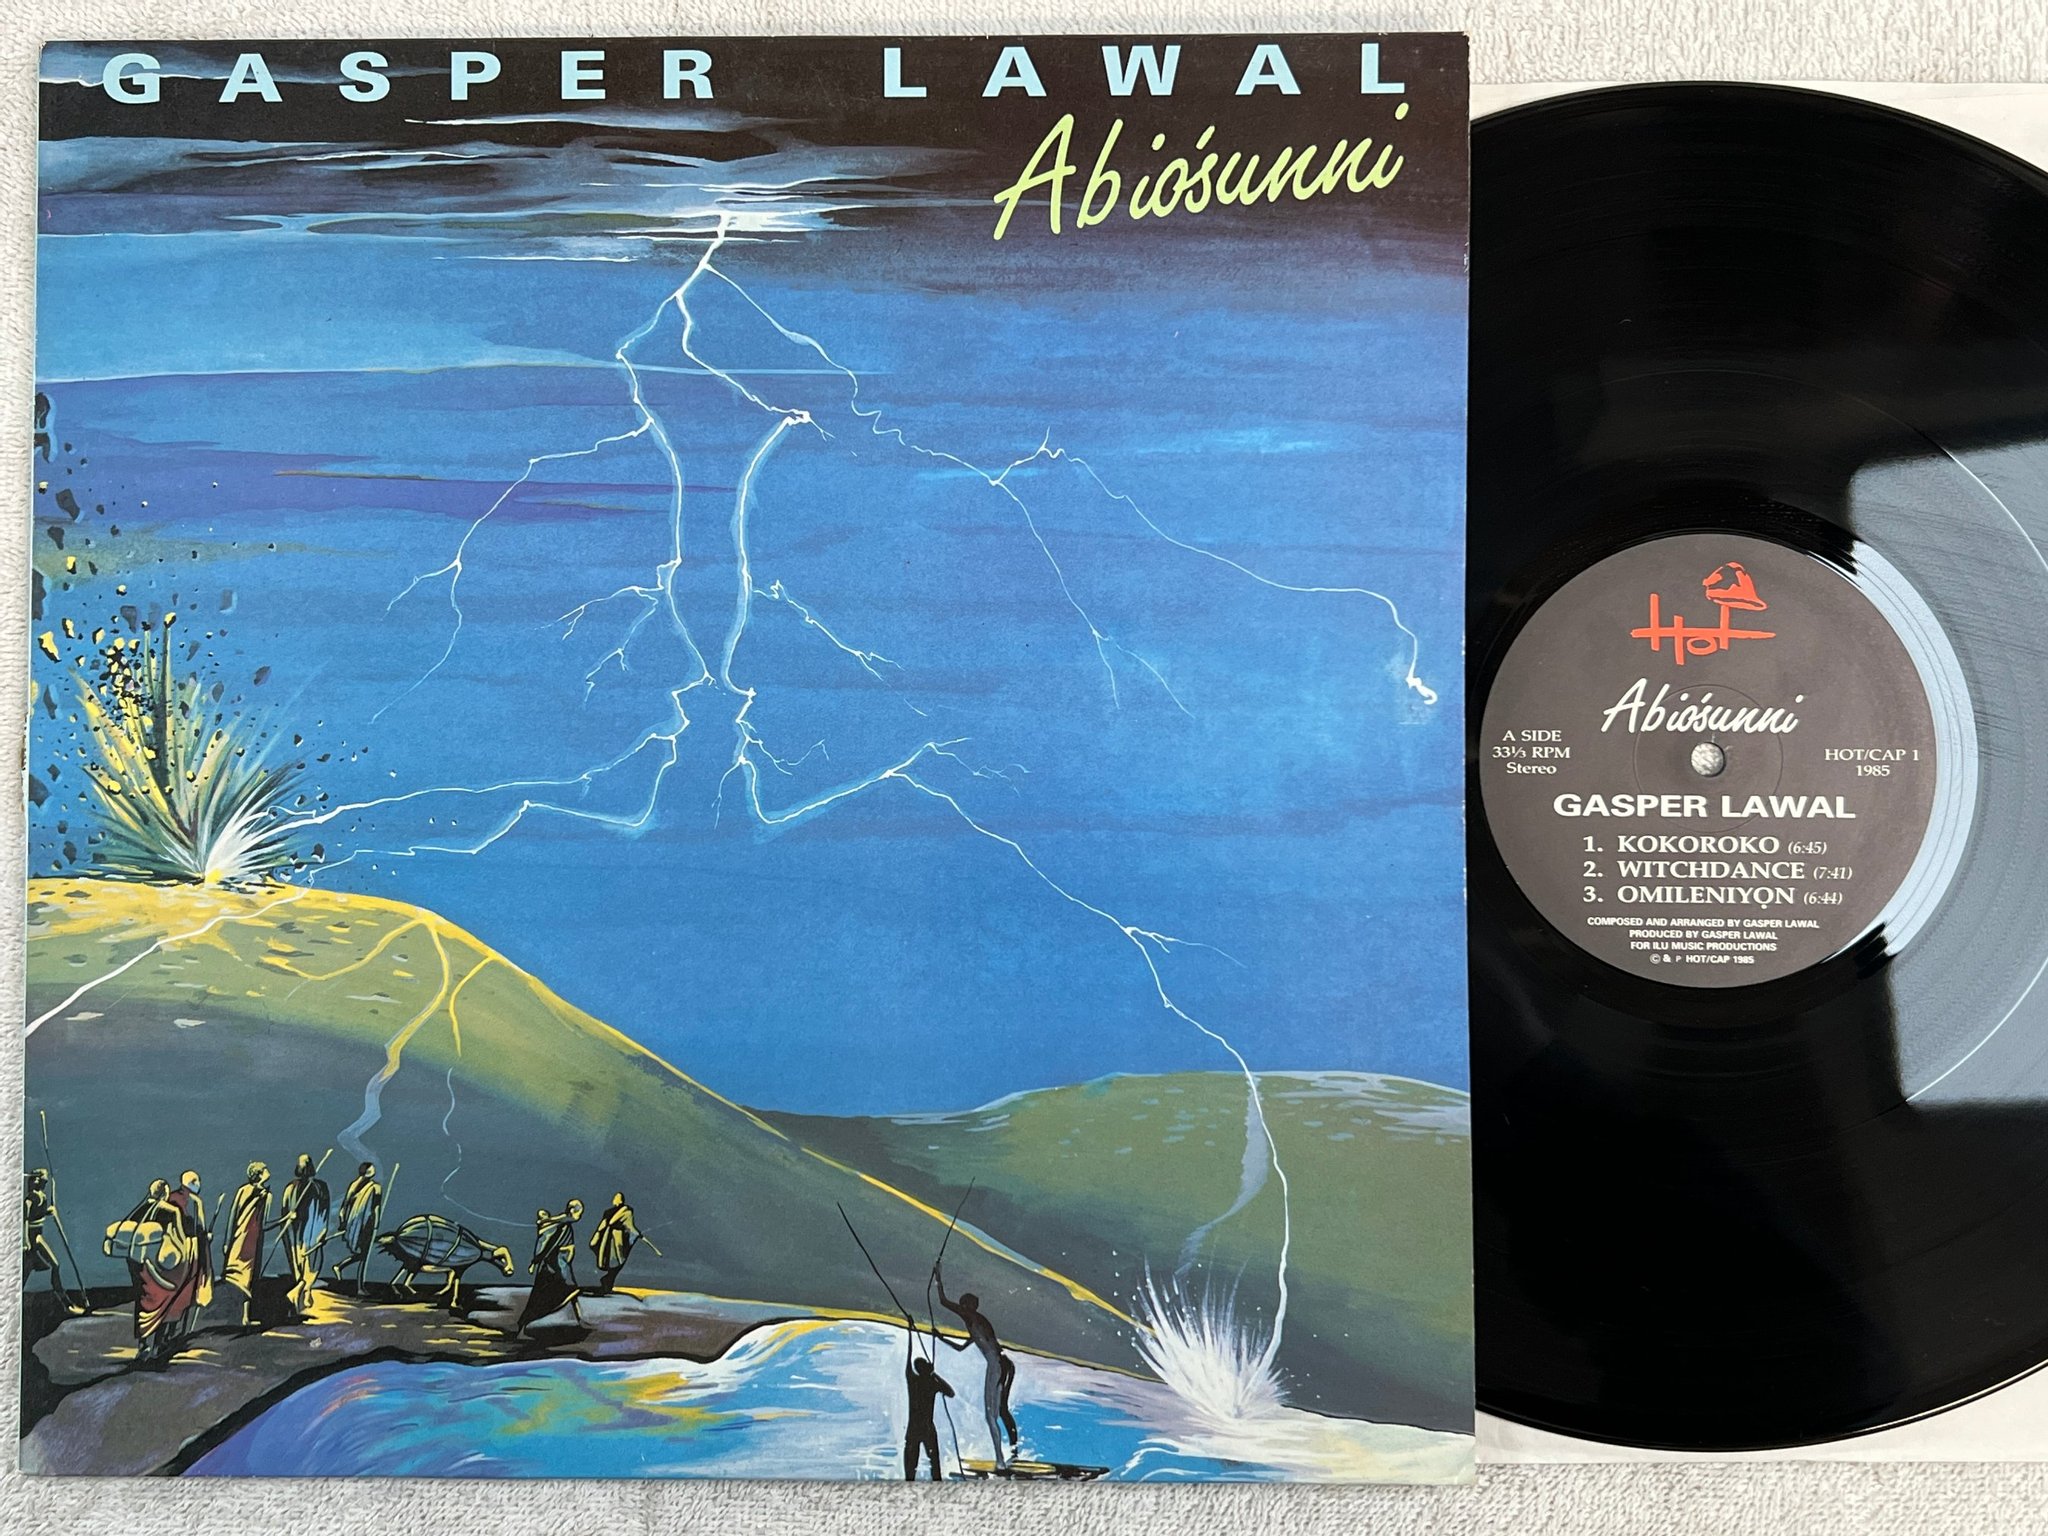 GASPER LAWAL
Abiósunni
Hot
Abiósunni
A SIDE
33⅓ RPM
Stereo
HOT/CAP 1
1985
GASPER LAWAL
1. KOKOROKO (6:45)
2. WITCHDANCE (7:41)
3. OMILENIYỌN (6:44)
COMPOSED AND ARRANGED BY GASPER LAWAL
PRODUCED BY GASPER LAWAL
FOR ILU MUSIC PRODUCTIONS
© & P HOT/CAP 1985